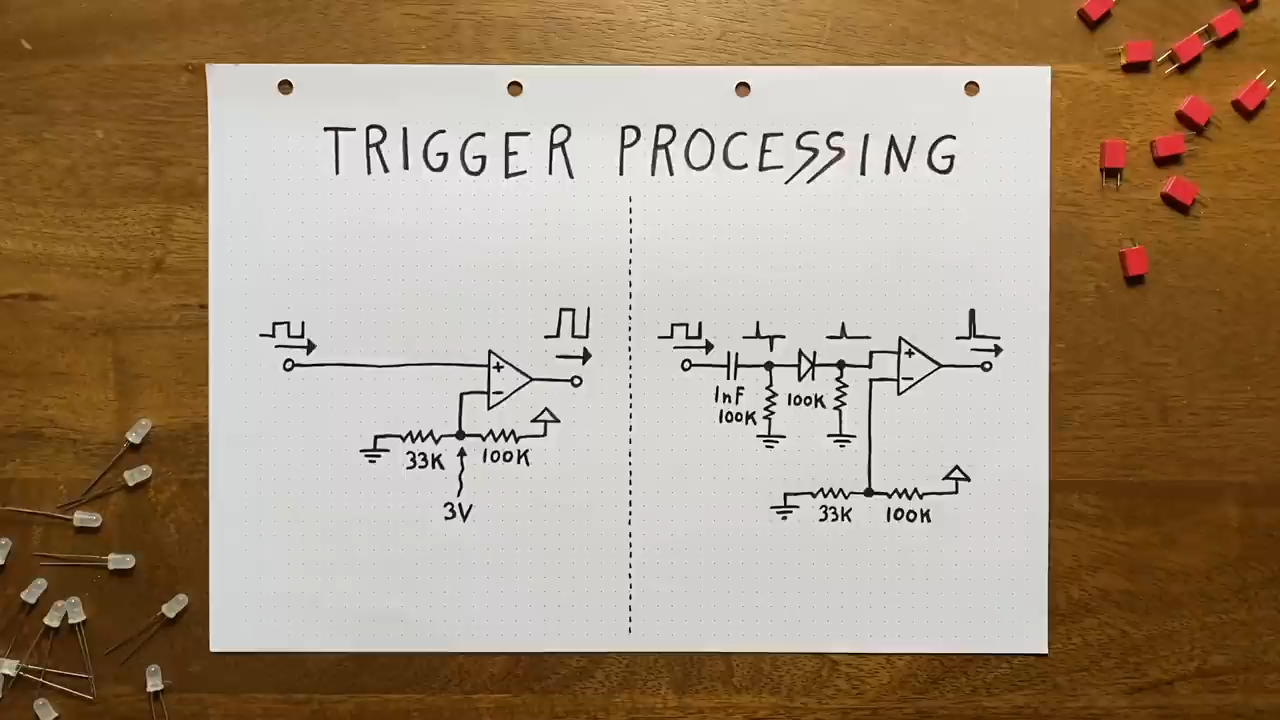 TRIGGER PROCESSING
+
-
33K
100K
3V
1nF
100K
100K
+
-
33K
100K